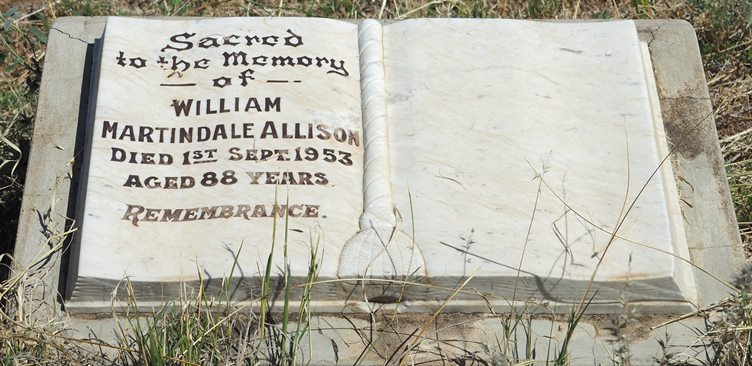 Sacred
to the Memory
— of —
WILLIAM
MARTINDALE ALLISON
DIED 1ST SEPT. 1953
AGED 88 YEARS.
REMEMBRANCE.